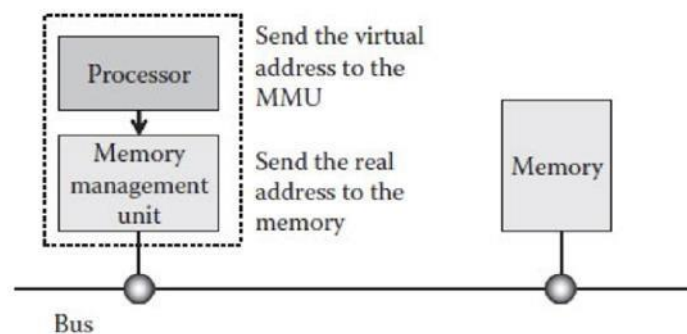 Processor
Send the virtual
address to the
MMU
Memory
management
unit
Send the real
address to the
memory
Memory
Bus